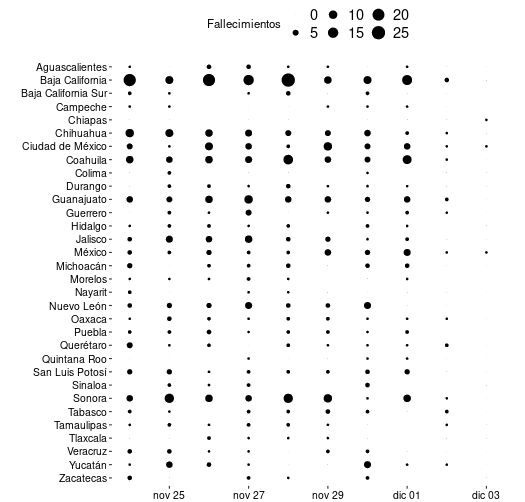 Fallecimientos
0 10 20
5 15 25
Aguascalientes
Baja California
Baja California Sur
Campeche
Chiapas
Chihuahua
Ciudad de México
Coahuila
Colima
Durango
Guanajuato
Guerrero
Hidalgo
Jalisco
México
Michoacán
Morelos
Nayarit
Nuevo León
Oaxaca
Puebla
Querétaro
Quintana Roo
San Luis Potosí
Sinaloa
Sonora
Tabasco
Tamaulipas
Tlaxcala
Veracruz
Yucatán
Zacatecas
nov 25 nov 27 nov 29 dic 01 dic 03